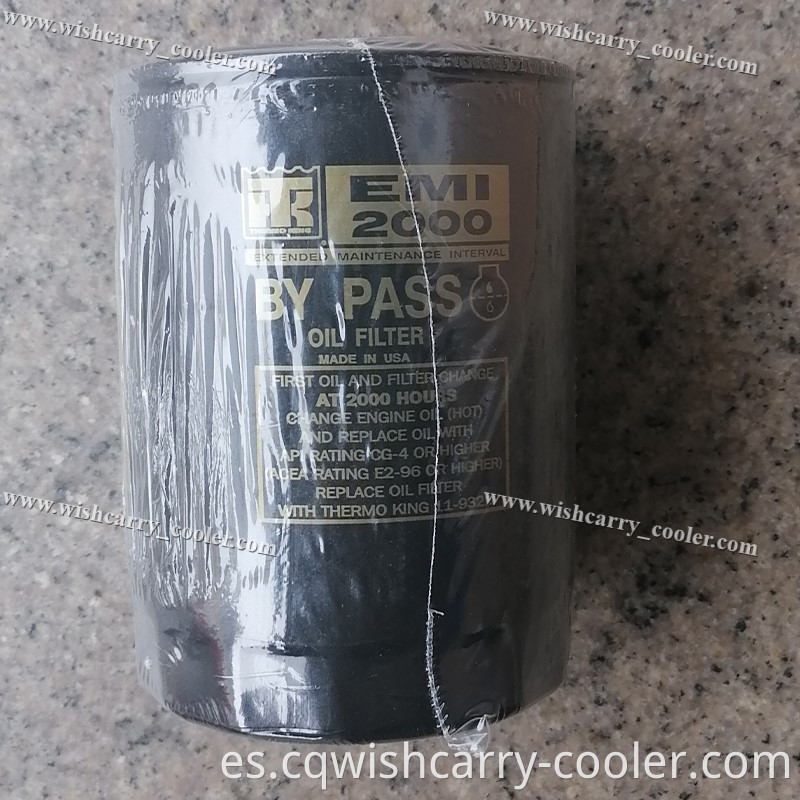 www.wishcarry_cooler.com
www.wishcarry_cooler.com
TK
THERMO KING
EMI
2000
EXTENDED MAINTENANCE INTERVAL
BY PASS
OIL FILTER
MADE IN USA
FIRST OIL AND FILTER CHANGE
AT 2000 HOURS
CHANGE ENGINE OIL (HOT)
AND REPLACE OIL WITH
API RATING CG-4 OR HIGHER
(ACEA RATING E2-96 OR HIGHER)
REPLACE OIL FILTER
WITH THERMO KING
www.wishcarry_cooler.com
www.wishcarry_cooler.com
es.cqwishcarry-cooler.com